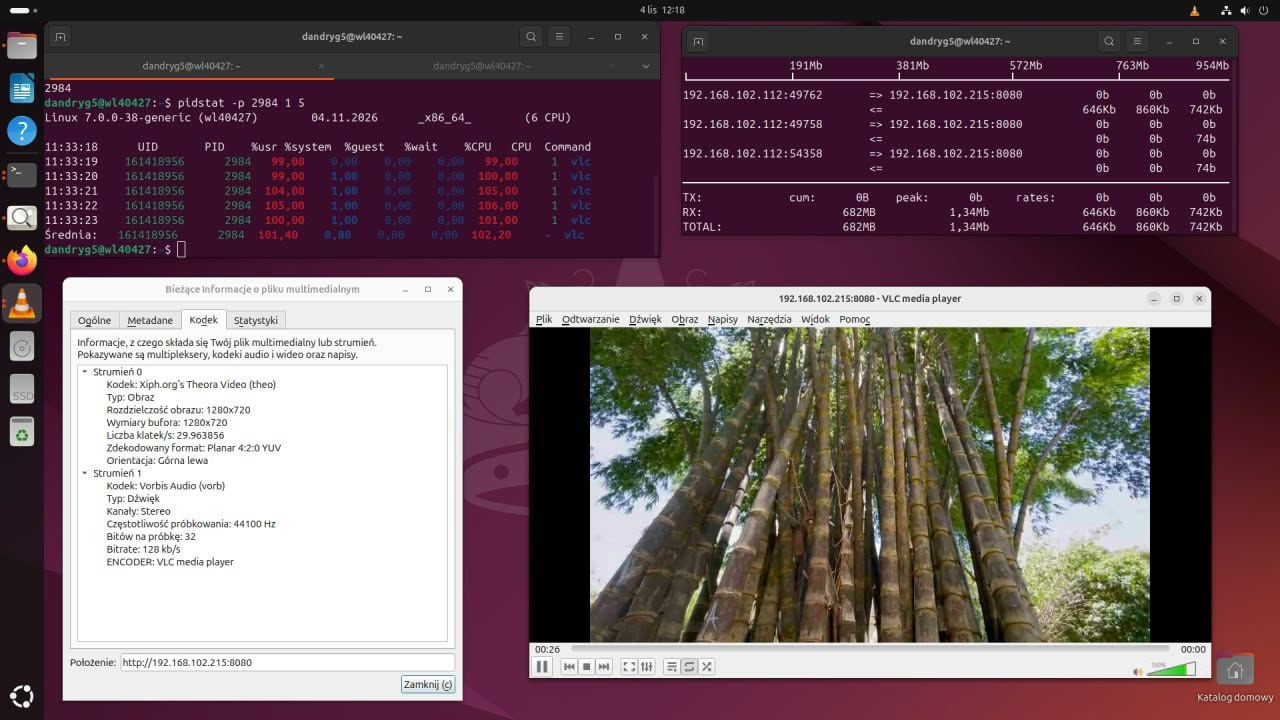 4 lis 12:18
dandryg5@wl40427: ~
dandryg5@wl40427: ~
dandryg5@wl40427: ~
2984
dandryg5@wl40427:~$ pidstat -p 2984 1 5
Linux 7.0.0-38-generic (wl40427) 04.11.2026 _x86_64_ (6 CPU)
11:33:18 UID PID %usr %system %guest %wait %CPU CPU Command
11:33:19 161418956 2984 99,00 0,00 0,00 0,00 99,00 1 vlc
11:33:20 161418956 2984 99,00 1,00 0,00 0,00 100,00 1 vlc
11:33:21 161418956 2984 104,00 1,00 0,00 0,00 105,00 1 vlc
11:33:22 161418956 2984 105,00 1,00 0,00 0,00 106,00 1 vlc
11:33:23 161418956 2984 100,00 1,00 0,00 0,00 101,00 1 vlc
Średnia: 161418956 2984 101,40 0,80 0,00 0,00 102,20 - vlc
dandryg5@wl40427:~$
dandryg5@wl40427: ~
191Mb 381Mb 572Mb 763Mb 954Mb
192.168.102.112:49762 => 192.168.102.215:8080 0b 0b 0b
<= 646Kb 860Kb 742Kb
192.168.102.112:49758 => 192.168.102.215:8080 0b 0b 0b
<= 0b 0b 74b
192.168.102.112:54358 => 192.168.102.215:8080 0b 0b 0b
<= 0b 0b 74b
TX: cum: 0B peak: 0b rates: 0b 0b 0b
RX: 682MB 1,34Mb 646Kb 860Kb 742Kb
TOTAL: 682MB 1,34Mb 646Kb 860Kb 742Kb
Bieżące Informacje o pliku multimedialnym
Ogólne Metadane Kodek Statystyki
Informacje, z czego składa się Twój plik multimedialny lub strumień.
Pokazywane są multipleksery, kodeki audio i wideo oraz napisy.
Strumień 0
Kodek: Xiph.org's Theora Video (theo)
Typ: Obraz
Rozdzielczość obrazu: 1280x720
Wymiary bufora: 1280x720
Liczba klatek/s: 29.963856
Zdekodowany format: Planar 4:2:0 YUV
Orientacja: Górna lewa
Strumień 1
Kodek: Vorbis Audio (vorb)
Typ: Dźwięk
Kanały: Stereo
Częstotliwość próbkowania: 44100 Hz
Bitów na próbkę: 32
Bitrate: 128 kb/s
ENCODER: VLC media player
Położenie: http://192.168.102.215:8080
Zamknij (c)
192.168.102.215:8080 - VLC media player
Plik Odtwarzanie Dźwięk Obraz Napisy Narzędzia Widok Pomoc
00:26 00:00
100%
SSD
Katalog domowy